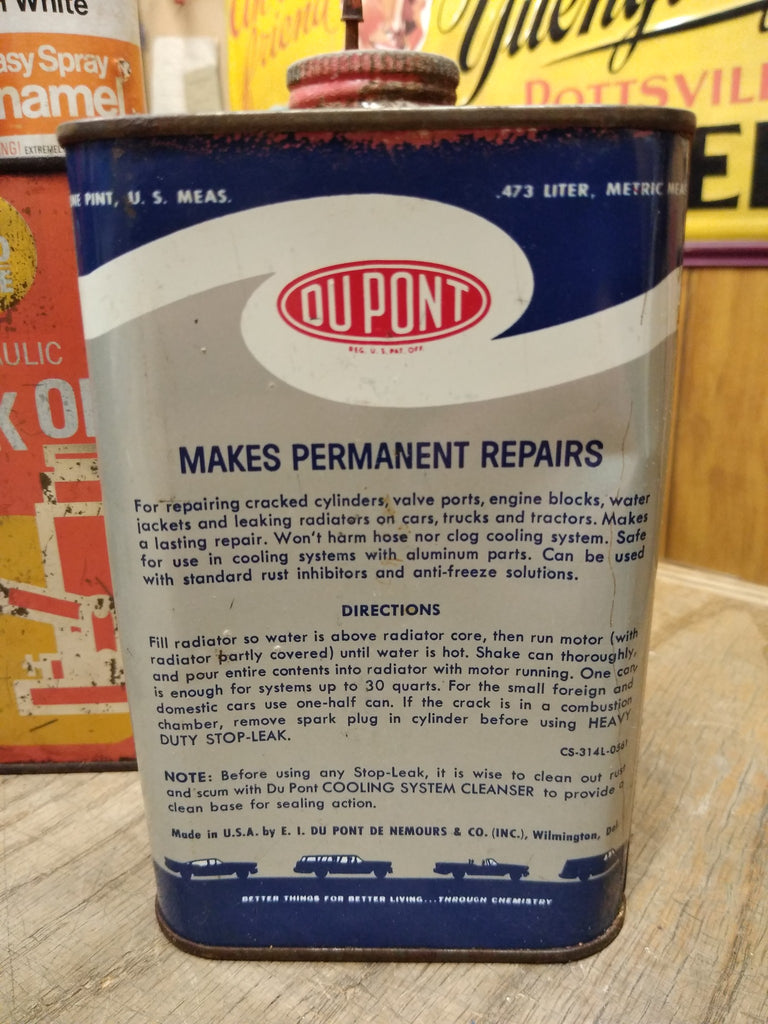 White
asy Spray
namel
NG! EXTREMEL
friend
Yuengl
POTTSVIL
E
ULIC
K OI
NE PINT, U. S. MEAS.
.473 LITER, METRIC MEAS
DU PONT
REG. U. S. PAT. OFF.
MAKES PERMANENT REPAIRS
For repairing cracked cylinders, valve ports, engine blocks, water
jackets and leaking radiators on cars, trucks and tractors. Makes
a lasting repair. Won't harm hose nor clog cooling system. Safe
for use in cooling systems with aluminum parts. Can be used
with standard rust inhibitors and anti-freeze solutions.
DIRECTIONS
Fill radiator so water is above radiator core, then run motor (with
radiator partly covered) until water is hot. Shake can thoroughly,
and pour entire contents into radiator with motor running. One can
is enough for systems up to 30 quarts. For the small foreign and
domestic cars use one-half can. If the crack is in a combustion
chamber, remove spark plug in cylinder before using HEAVY
DUTY STOP-LEAK.
CS-314L-0561
NOTE: Before using any Stop-Leak, it is wise to clean out rust
and scum with Du Pont COOLING SYSTEM CLEANSER to provide a
clean base for sealing action.
Made in U.S.A. by E. I. DU PONT DE NEMOURS & CO. (INC.), Wilmington, Del.
BETTER THINGS FOR BETTER LIVING...THROUGH CHEMISTRY